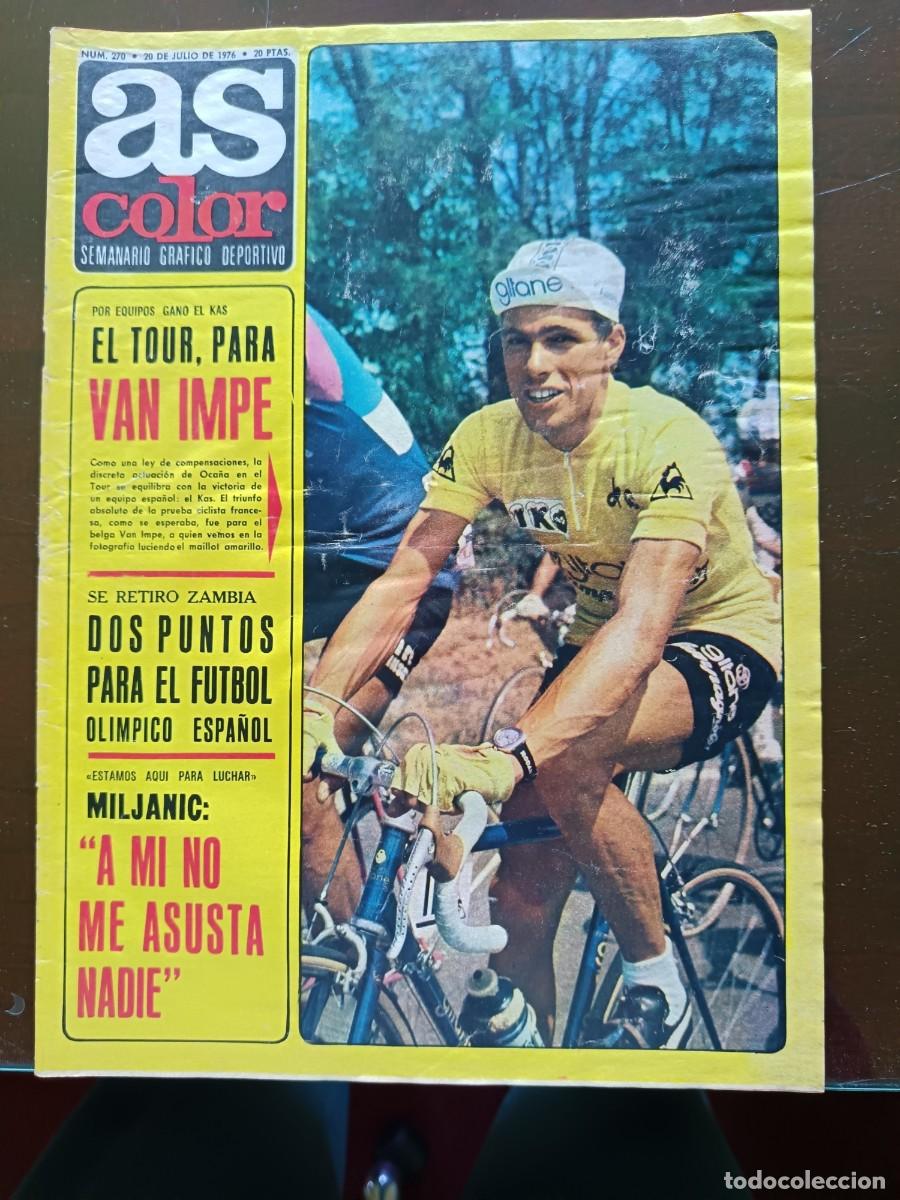 NUM. 270 • 20 DE JULIO DE 1976 • 20 PTAS.
as
color
SEMANARIO GRAFICO DEPORTIVO
POR EQUIPOS GANO EL KAS
EL TOUR, PARA
VAN IMPE
Como una ley de compensaciones, la
discreta actuación de Ocaña en el
Tour se equilibra con la victoria de
un equipo español: el Kas. El triunfo
absoluto de la prueba ciclista france-
sa, como se esperaba, fue para el
belga Van Impe, a quien vemos en la
fotografía luciendo el maillot amarillo.
SE RETIRO ZAMBIA
DOS PUNTOS
PARA EL FUTBOL
OLIMPICO ESPAÑOL
«ESTAMOS AQUI PARA LUCHAR»
MILJANIC:
"A MI NO
ME ASUSTA
NADIE"
gitane
gitane
todocoleccion